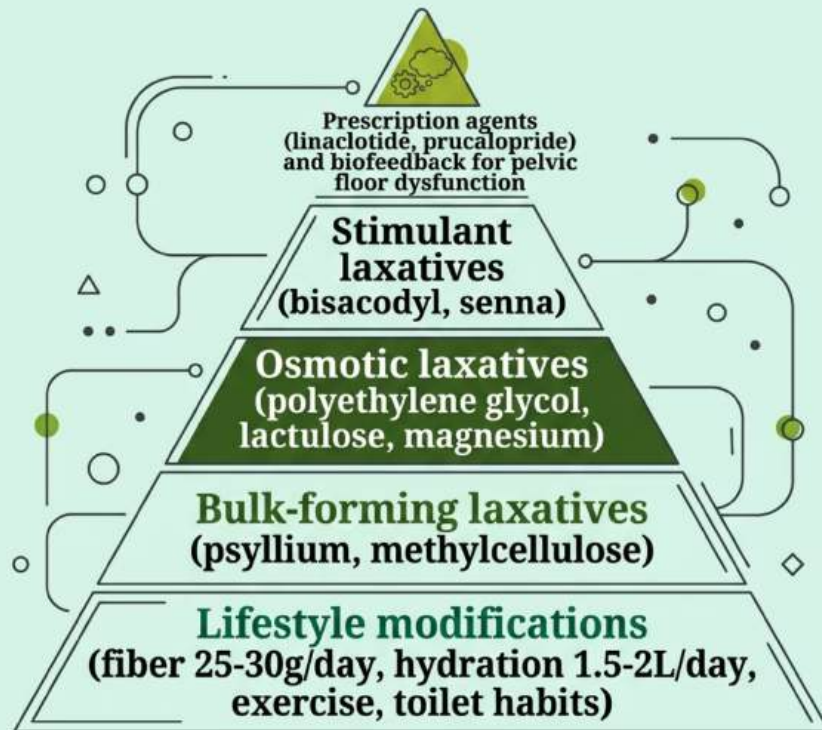 Prescription agents
(linaclotide, prucalopride)
and biofeedback for pelvic
floor dysfunction
Stimulant
laxatives
(bisacodyl, senna)
Osmotic laxatives
(polyethylene glycol,
lactulose, magnesium)
Bulk-forming laxatives
(psyllium, methylcellulose)
Lifestyle modifications
(fiber 25-30g/day, hydration 1.5-2L/day,
exercise, toilet habits)